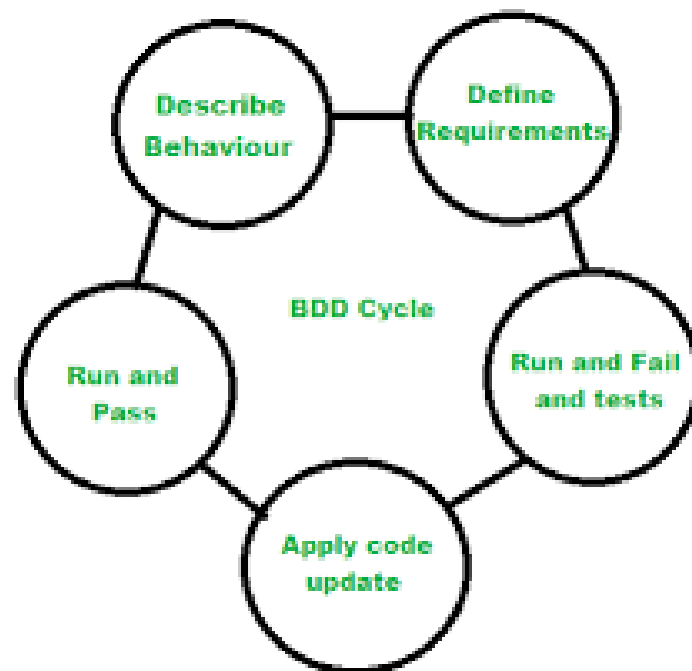 Describe
Behaviour
Define
Requirements
BDD Cycle
Run and Fail
and tests
Apply code
update
Run and
Pass